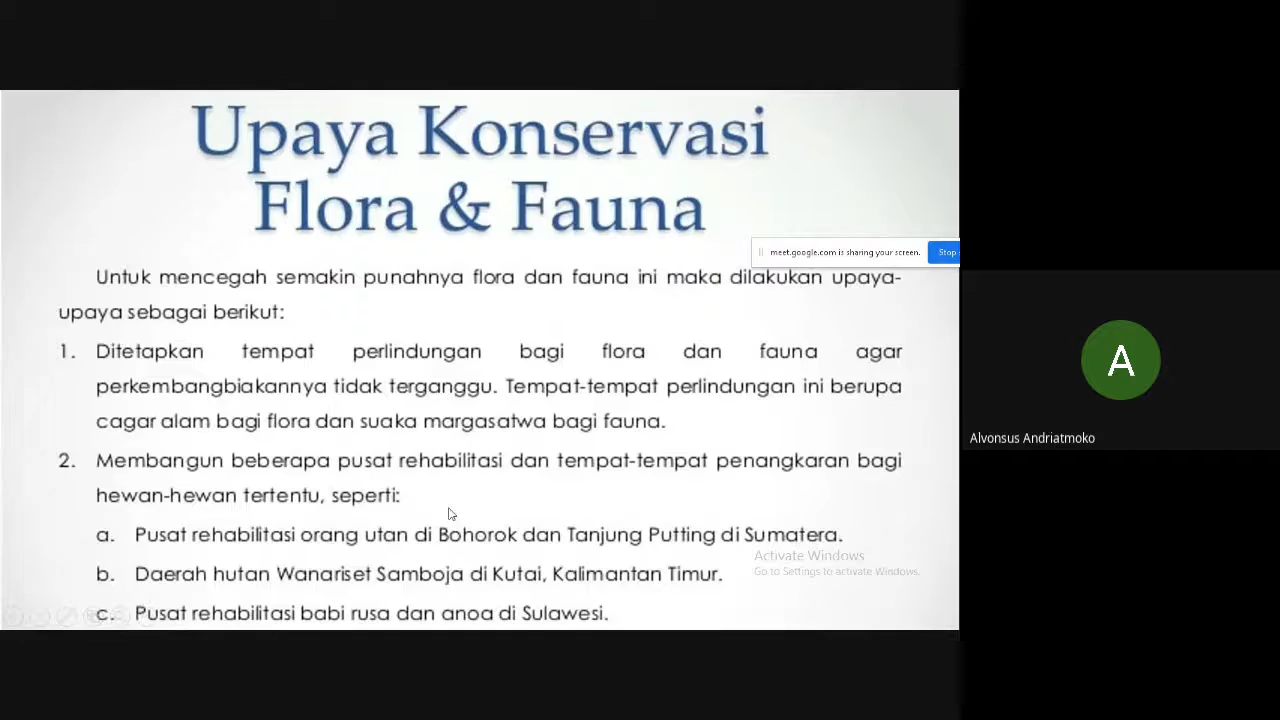 Upaya Konservasi
Flora & Fauna
meet.google.com is sharing your screen.
Stop
Untuk mencegah semakin punahnya flora dan fauna ini maka dilakukan upaya-
upaya sebagai berikut:
1. Ditetapkan tempat perlindungan bagi flora dan fauna agar
perkembangbiakannya tidak terganggu. Tempat-tempat perlindungan ini berupa
cagar alam bagi flora dan suaka margasatwa bagi fauna.
2. Membangun beberapa pusat rehabilitasi dan tempat-tempat penangkaran bagi
hewan-hewan tertentu, seperti:
a. Pusat rehabilitasi orang utan di Bohorok dan Tanjung Putting di Sumatera.
b. Daerah hutan Wanariset Samboja di Kutai, Kalimantan Timur.
c. Pusat rehabilitasi babi rusa dan anoa di Sulawesi.
Activate Windows
Go to Settings to activate Windows.
A
Alvonsus Andriatmoko